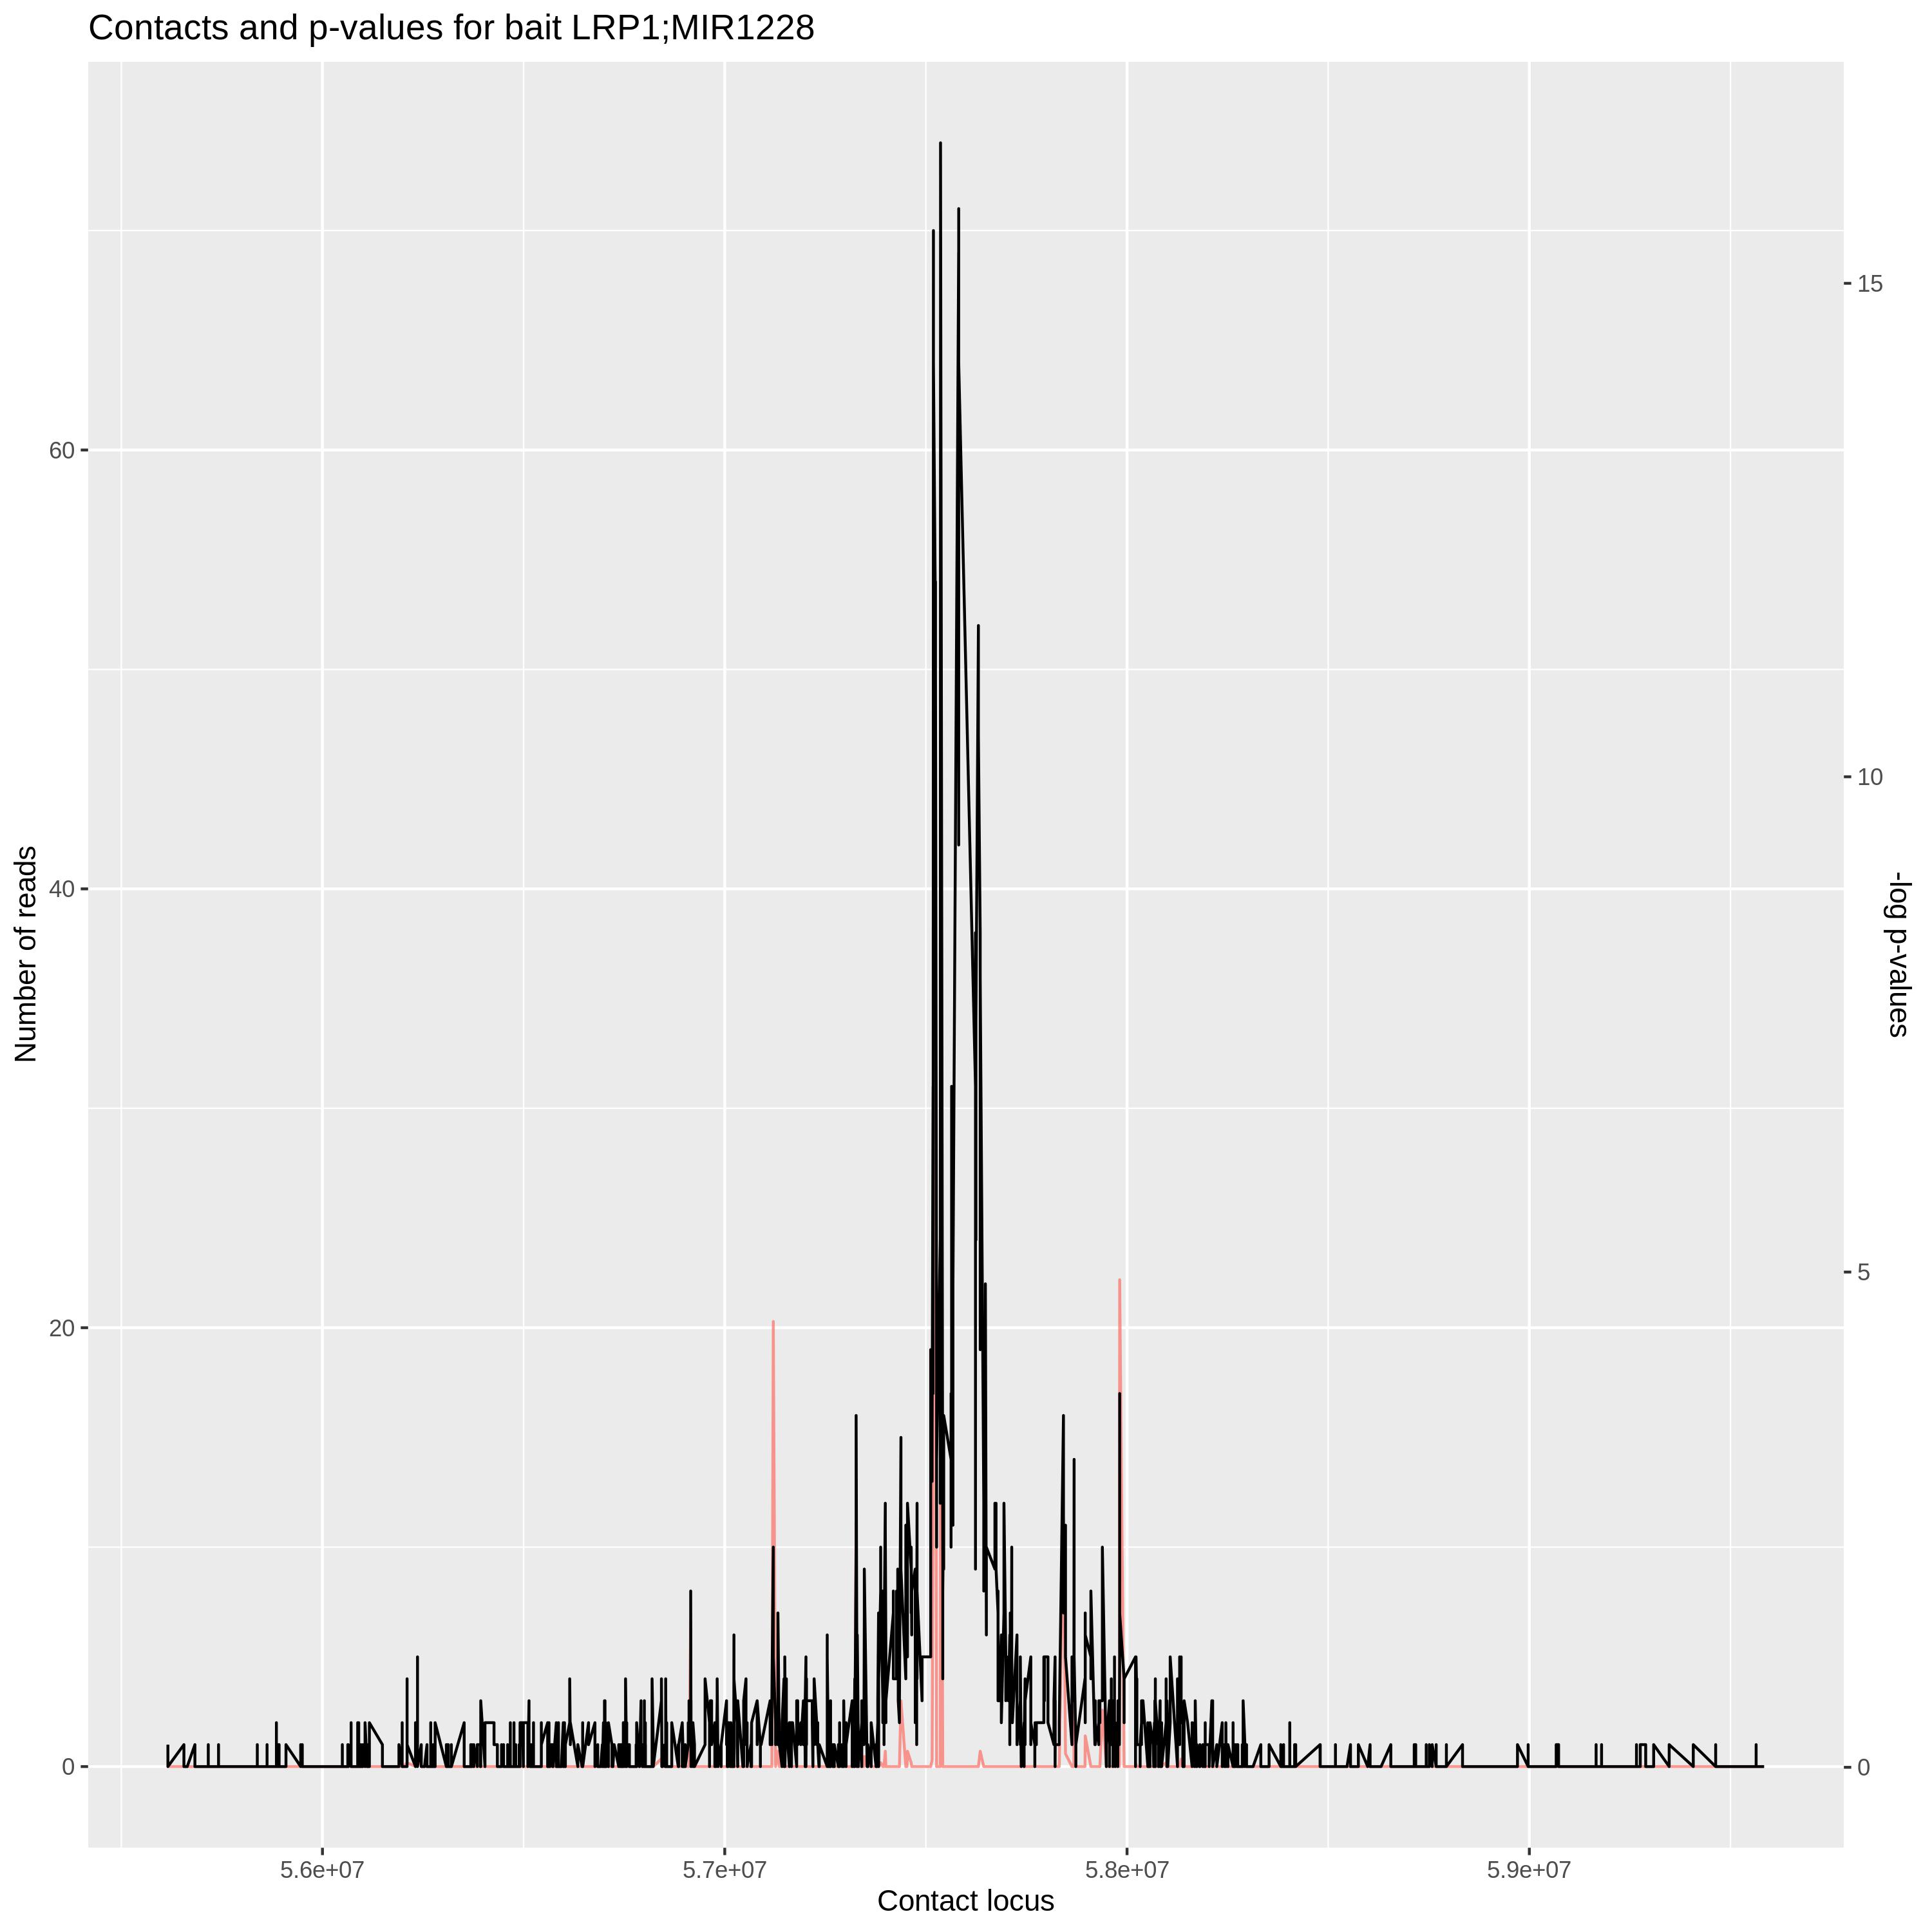 Contacts and p-values for bait LRP1;MIR1228
Number of reads
60
40
20
0
15
10
5
0
-log p-values
5.6e+07
5.7e+07
5.8e+07
5.9e+07
Contact locus